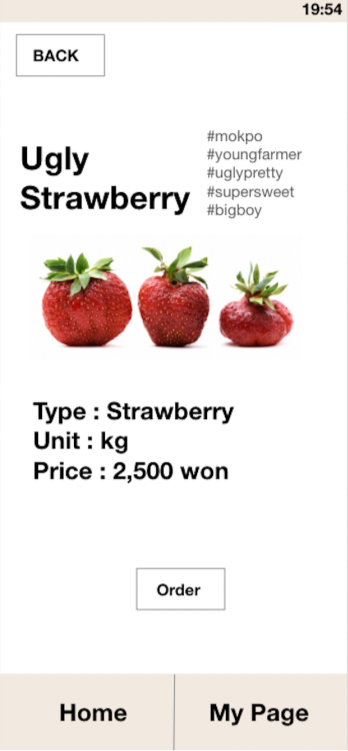 19:54
BACK
Ugly
Strawberry
#mokpo
#youngfarmer
#uglypretty
#supersweet
#bigboy
Type : Strawberry
Unit : kg
Price : 2,500 won
Order
Home
My Page